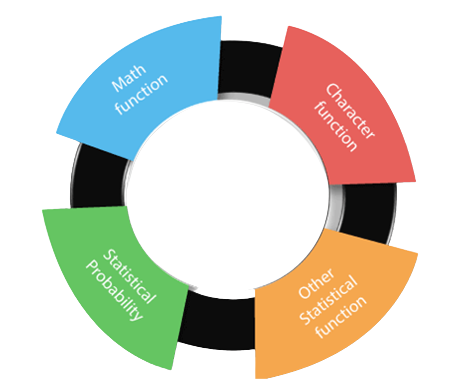 Math
function
Character
function
Statistical
Probability
Other
Statistical
function